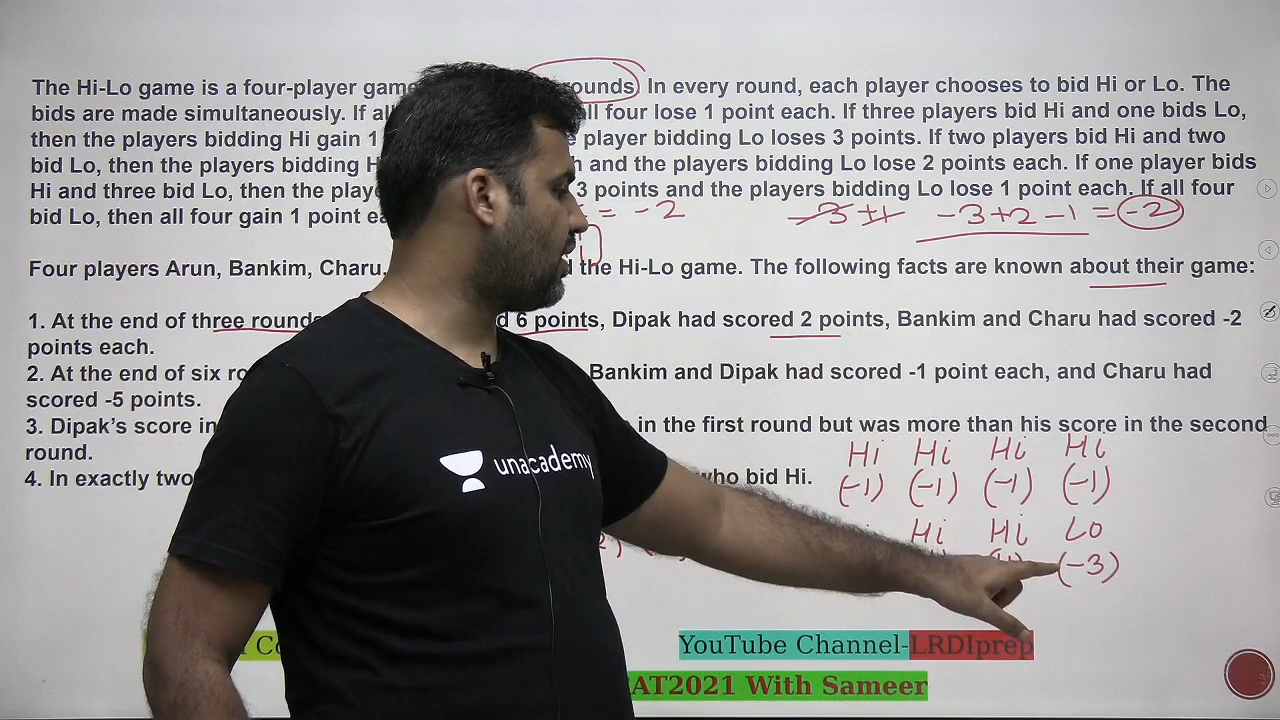 The Hi-Lo game is a four-player game rounds. In every round, each player chooses to bid Hi or Lo. The
bids are made simultaneously. If all four lose 1 point each. If three players bid Hi and one bids Lo,
then the players bidding Hi gain 1 player bidding Lo loses 3 points. If two players bid Hi and two
bid Lo, then the players bidding and the players bidding Lo lose 2 points each. If one player bids
Hi and three bid Lo, then the 3 points and the players bidding Lo lose 1 point each. If all four
bid Lo, then all four gain 1 point
= -2 -3+2-1 = -2
Four players Arun, Bankim, Charu, the Hi-Lo game. The following facts are known about their game:
1. At the end of three rounds 6 points, Dipak had scored 2 points, Bankim and Charu had scored -2
points each.
2. At the end of six Bankim and Dipak had scored -1 point each, and Charu had
scored -5 points.
3. Dipak's score in in the first round but was more than his score in the second
round.
4. In exactly two who bid Hi.
Hi Hi Hi Hi
(-1) (-1) (-1) (-1)
Hi Hi Lo
(-3)
unacademy
YouTube Channel-LRDIprep
AT2021 With Sameer